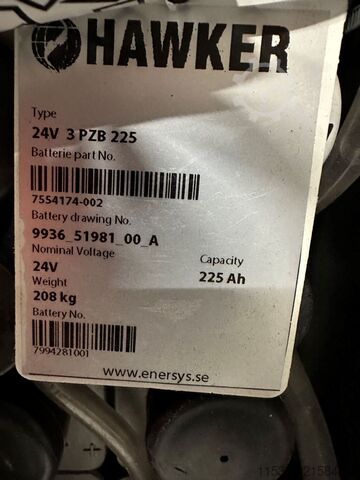 HAWKER
Type
24V 3 PZB 225
Batterie part No.
7554174-002
Battery drawing No.
9936_51981_00_A
Nominal Voltage
24V
Capacity
225 Ah
Weight
208 kg
Battery No.
7994281001
www.enersys.se